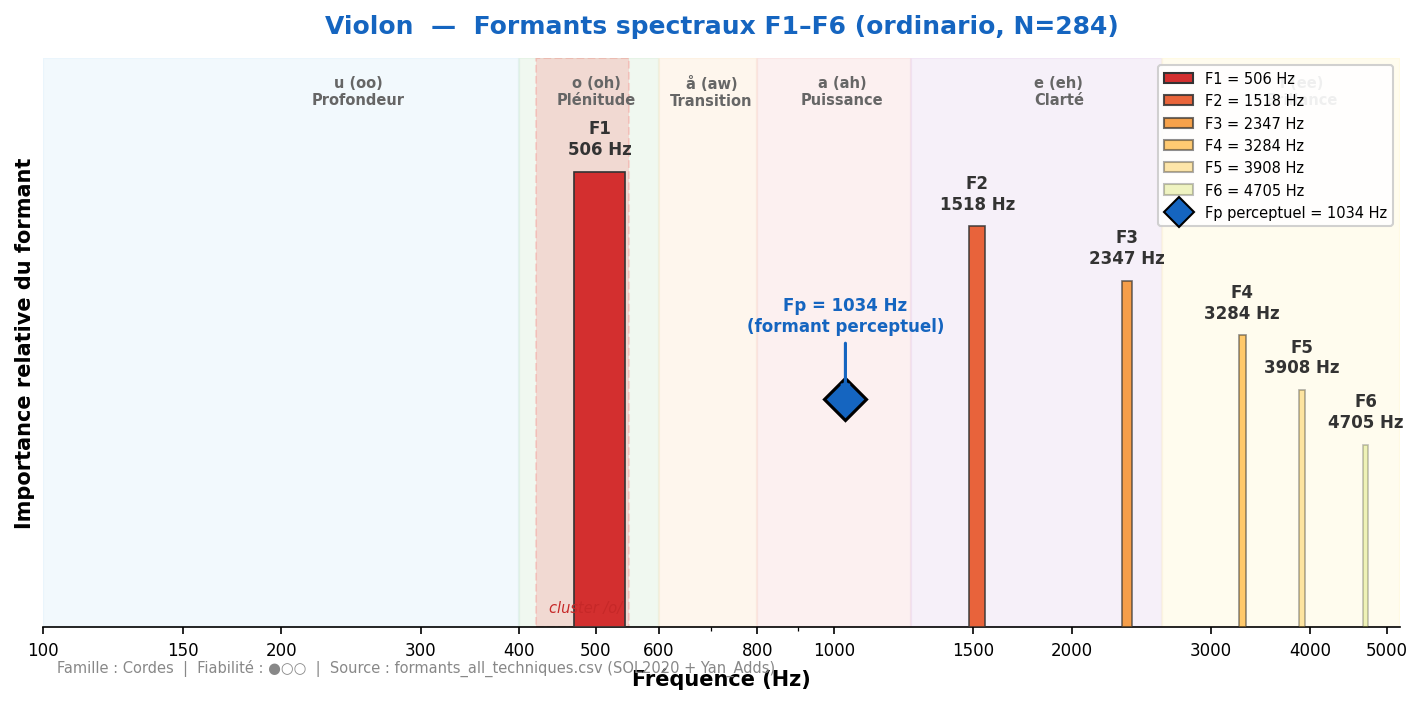 Violon — Formants spectraux F1–F6 (ordinario, N=284)
u (oo)
Profondeur
o (oh)
Plénitude
å (aw)
Transition
a (ah)
Puissance
e (eh)
Clarté
F1 = 506 Hz
F2 = 1518 Hz
F3 = 2347 Hz
F4 = 3284 Hz
F5 = 3908 Hz
F6 = 4705 Hz
Fp perceptuel = 1034 Hz
F1
506 Hz
F2
1518 Hz
F3
2347 Hz
F4
3284 Hz
F5
3908 Hz
F6
4705 Hz
Fp = 1034 Hz
(formant perceptuel)
cluster /o/
Importance relative du formant
100 150 200 300 400 500 600 800 1000 1500 2000 3000 4000 5000
Famille : Cordes | Fiabilité : ●○○ | Source : formants_all_techniques.csv (SOL2020 + Yan_Adds)
Fréquence (Hz)